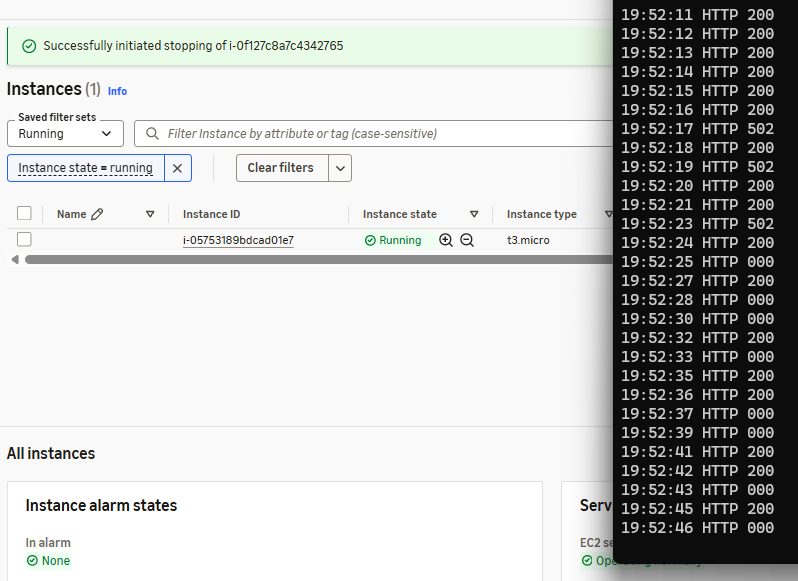 Successfully initiated stopping of i-0f127c8a7c4342765
Instances (1) Info
Saved filter sets
Running
Filter Instance by attribute or tag (case-sensitive)
Instance state = running
Clear filters
Name Instance ID Instance state Instance type
i-05753189bdcad01e7 Running t3.micro
All instances
Instance alarm states
In alarm
None
Serv
EC2 se
Operating normally
19:52:11 HTTP 200
19:52:12 HTTP 200
19:52:13 HTTP 200
19:52:14 HTTP 200
19:52:15 HTTP 200
19:52:16 HTTP 200
19:52:17 HTTP 502
19:52:18 HTTP 200
19:52:19 HTTP 502
19:52:20 HTTP 200
19:52:21 HTTP 200
19:52:23 HTTP 502
19:52:24 HTTP 200
19:52:25 HTTP 000
19:52:27 HTTP 200
19:52:28 HTTP 000
19:52:30 HTTP 000
19:52:32 HTTP 200
19:52:33 HTTP 000
19:52:35 HTTP 200
19:52:36 HTTP 200
19:52:37 HTTP 000
19:52:39 HTTP 000
19:52:41 HTTP 200
19:52:42 HTTP 200
19:52:43 HTTP 000
19:52:45 HTTP 200
19:52:46 HTTP 000